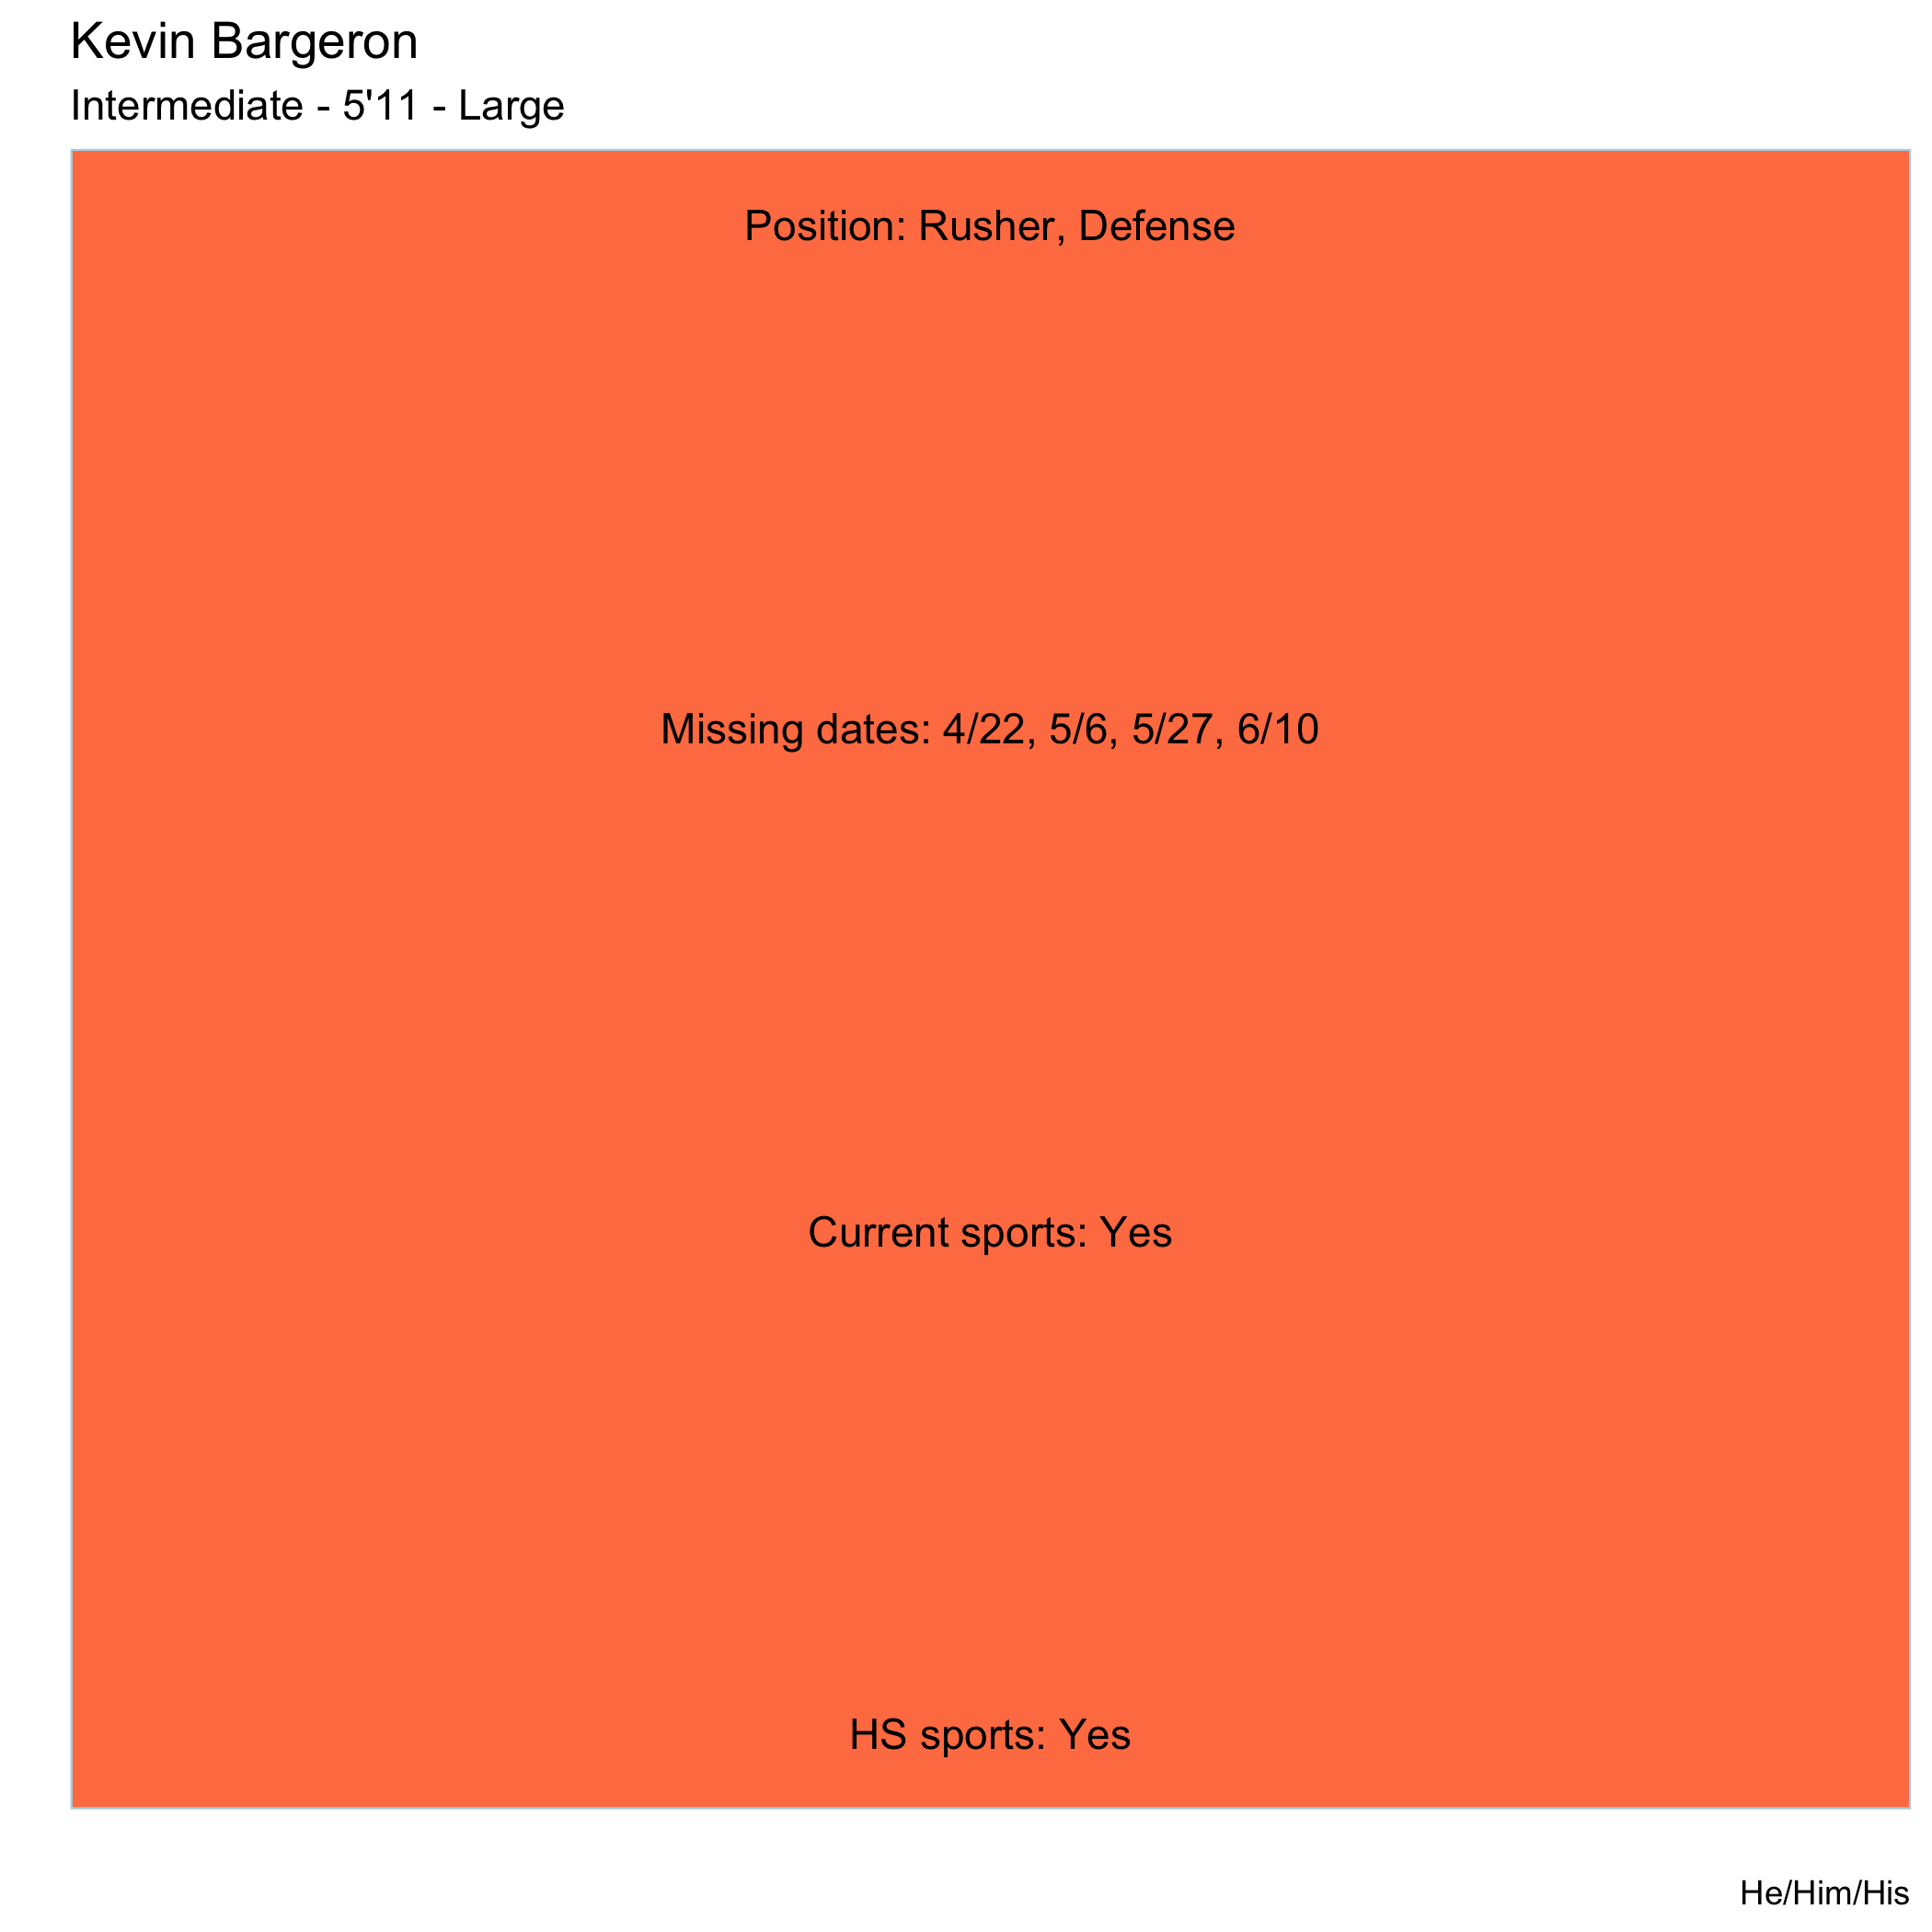 Kevin Bargeron
Intermediate - 5'11 - Large
Position: Rusher, Defense
Missing dates: 4/22, 5/6, 5/27, 6/10
Current sports: Yes
HS sports: Yes
He/Him/His